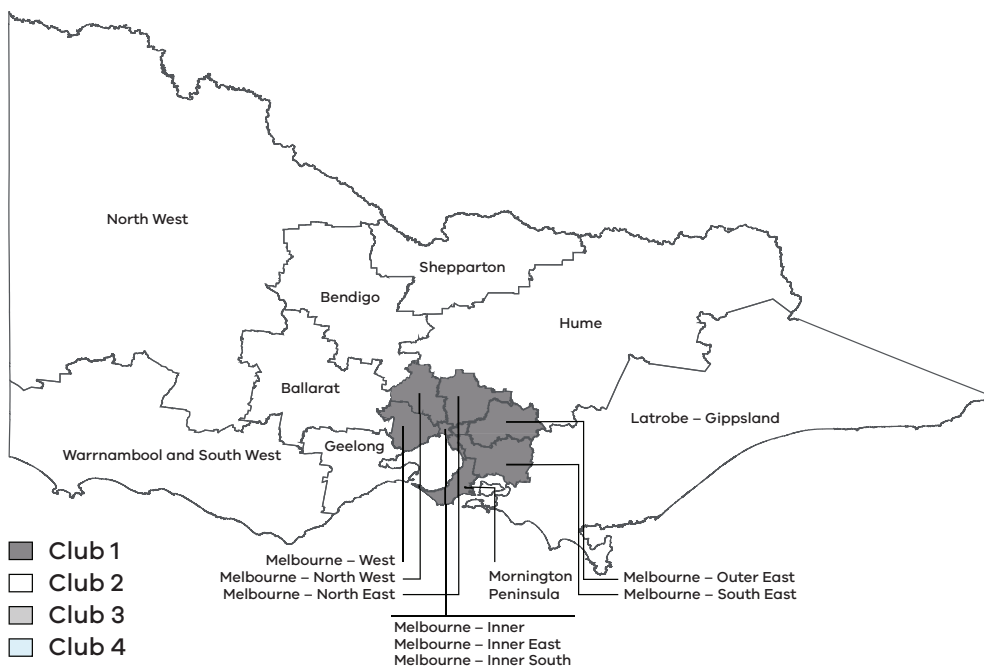 North West
Shepparton
Bendigo
Hume
Ballarat
Latrobe – Gippsland
Geelong
Warrnambool and South West
Club 1
Club 2
Club 3
Club 4
Melbourne – West
Melbourne – North West
Melbourne – North East
Mornington
Peninsula
Melbourne – Outer East
Melbourne – South East
Melbourne – Inner
Melbourne – Inner East
Melbourne – Inner South